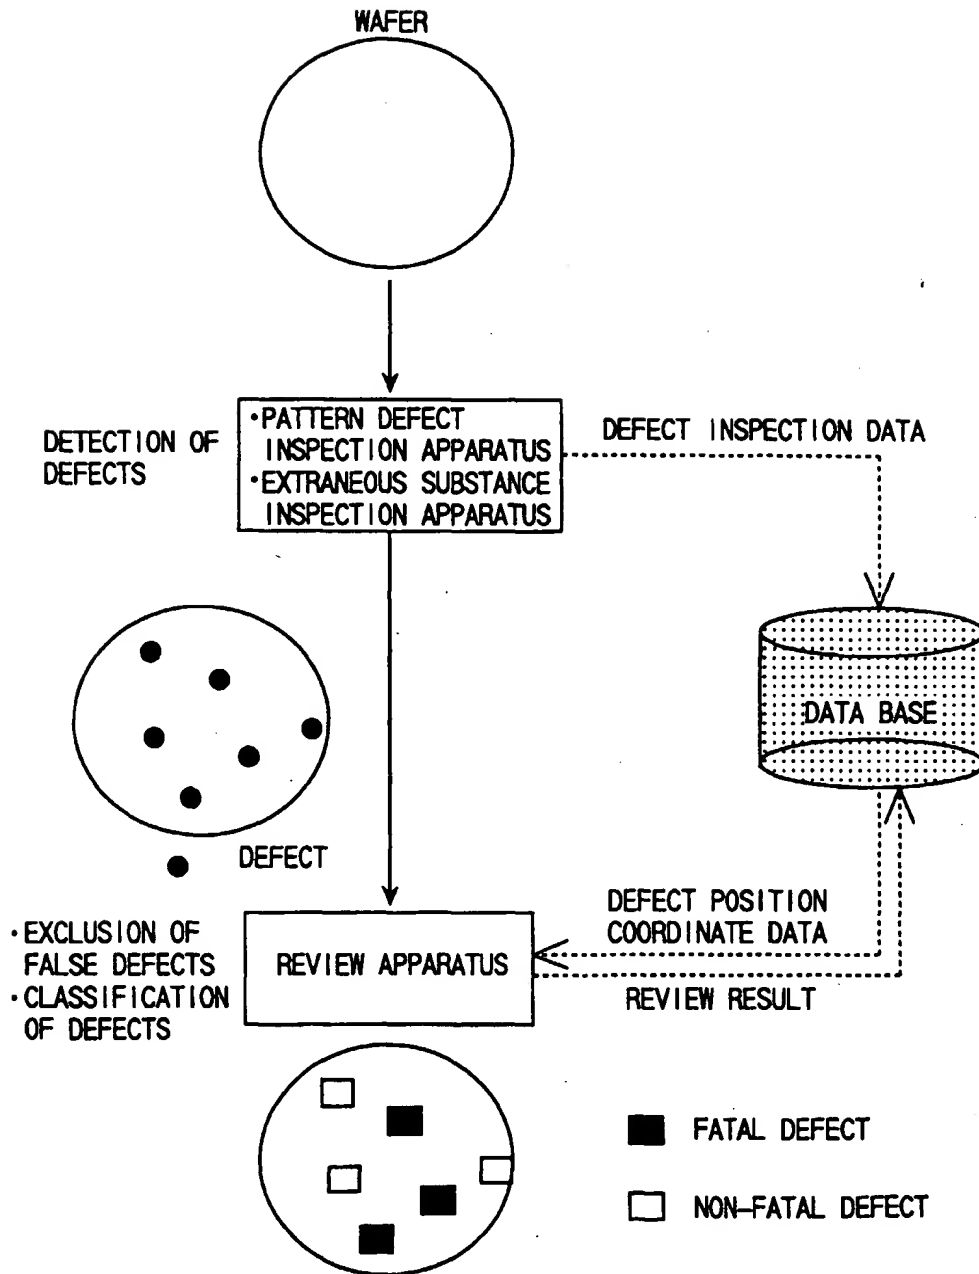 WAFER
DETECTION OF
DEFECTS
·PATTERN DEFECT
INSPECTION APPARATUS
·EXTRANEOUS SUBSTANCE
INSPECTION APPARATUS
DEFECT INSPECTION DATA
DATA BASE
DEFECT
·EXCLUSION OF
FALSE DEFECTS
·CLASSIFICATION
OF DEFECTS
REVIEW APPARATUS
DEFECT POSITION
COORDINATE DATA
REVIEW RESULT
FATAL DEFECT
NON-FATAL DEFECT